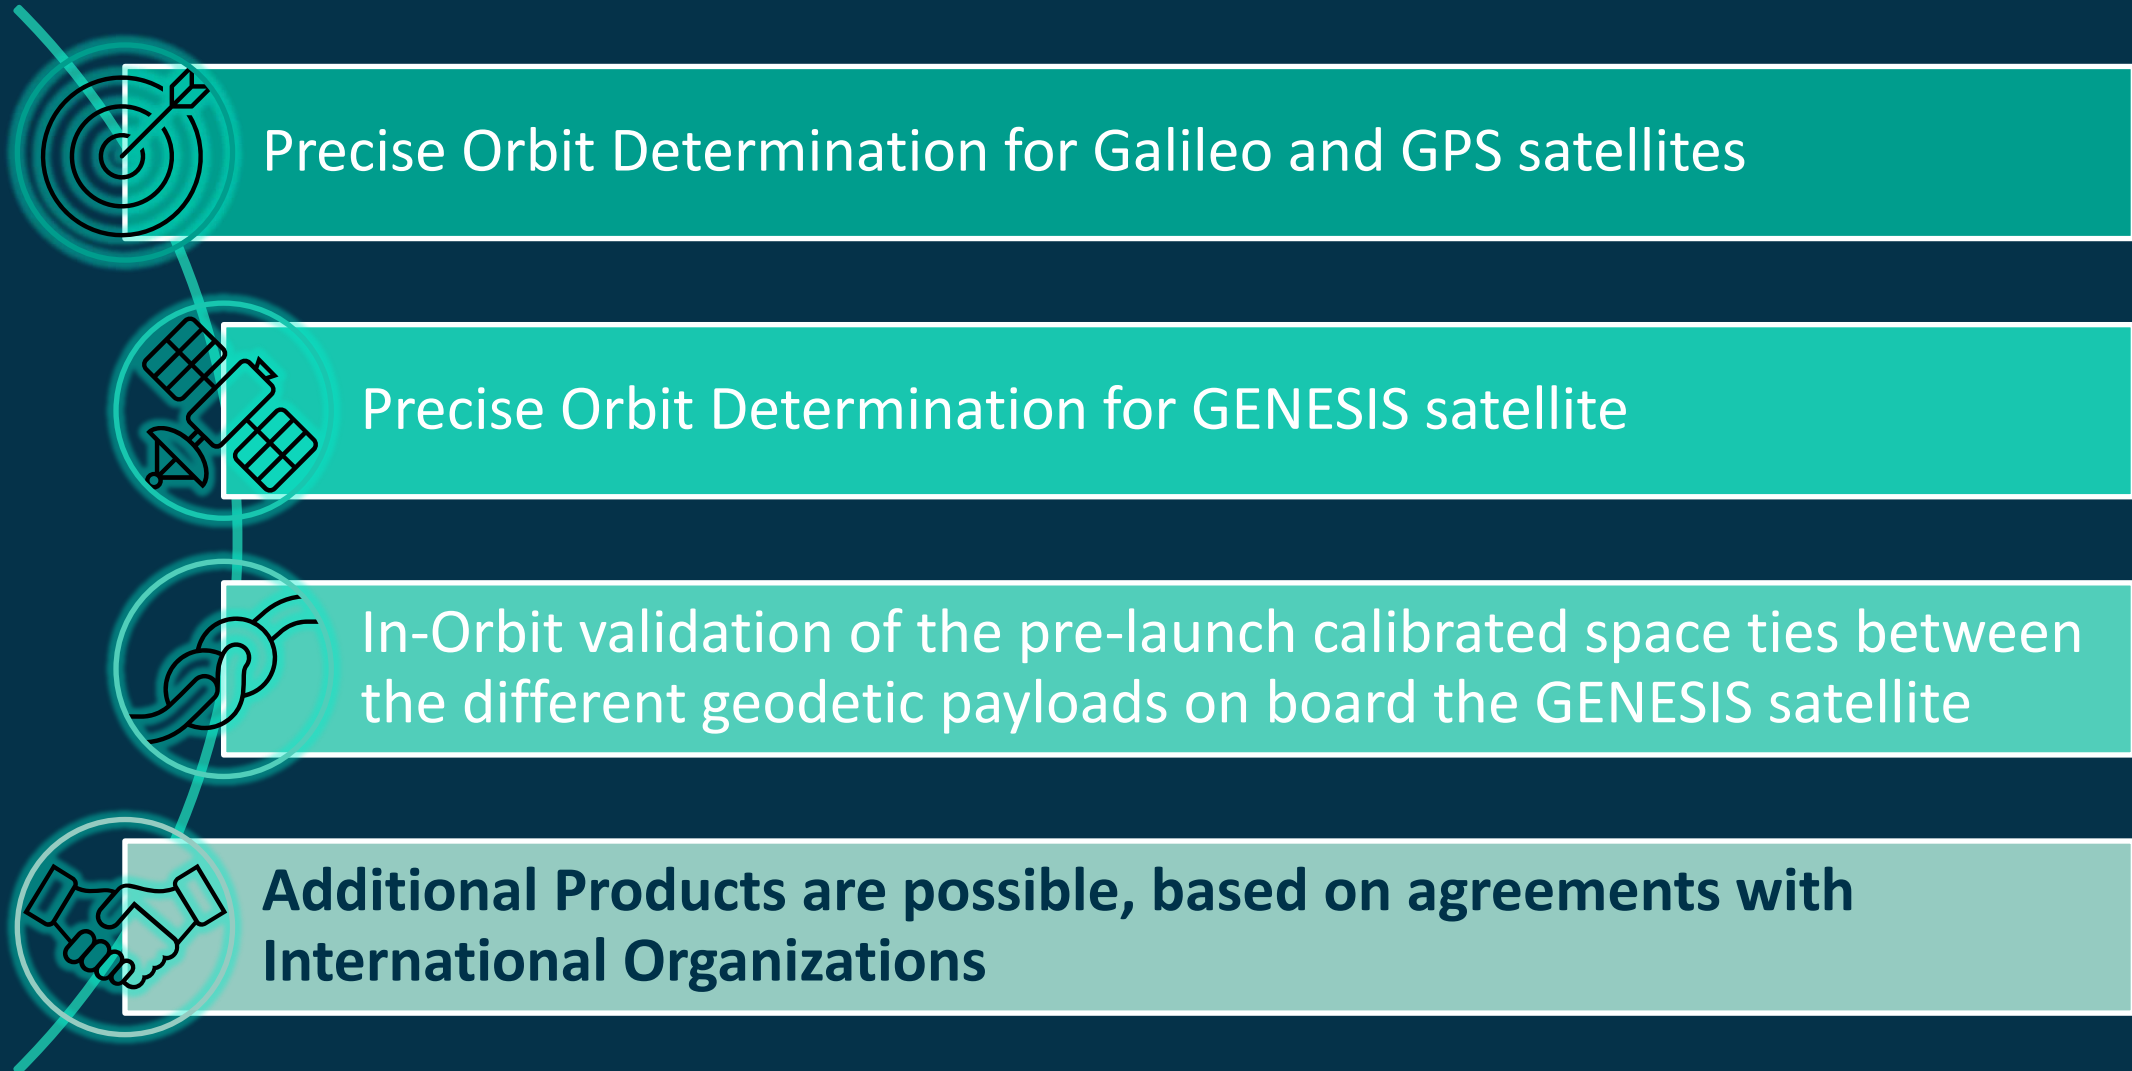 Precise Orbit Determination for Galileo and GPS satellites
Precise Orbit Determination for GENESIS satellite
In-Orbit validation of the pre-launch calibrated space ties between
the different geodetic payloads on board the GENESIS satellite
Additional Products are possible, based on agreements with
International Organizations